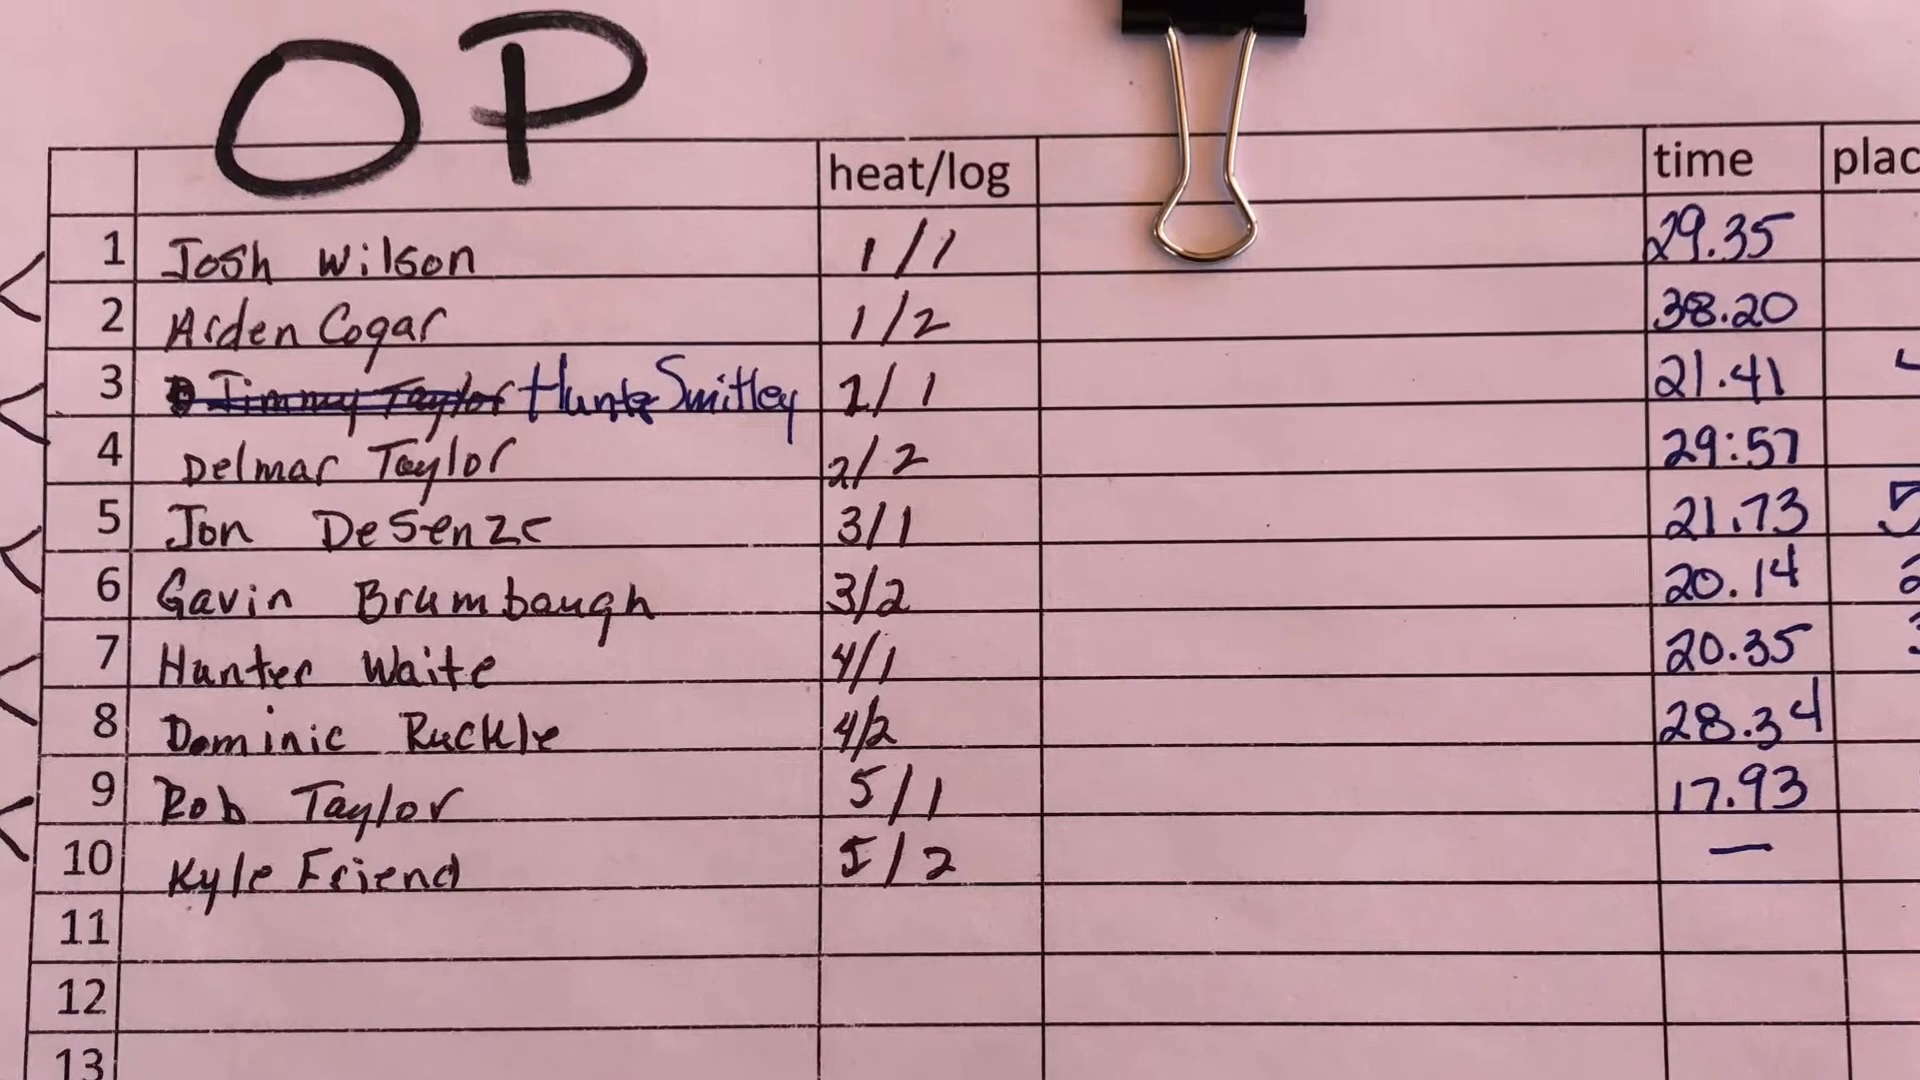 OP
heat/log time plac
1 Josh Wilson 1/1 29.35
2 Arden Cogar 1/2 38.20
3 Jimmy Taylor Hunter Smitley 2/1 21.41
4 Delmar Taylor 2/2 29:57
5 Jon DeSenze 3/1 21.73 5
6 Gavin Brumbaugh 3/2 20.14 2
7 Hunter Waite 4/1 20.35 3
8 Dominic Ruckle 4/2 28.34
9 Rob Taylor 5/1 17.93
10 Kyle Friend 5/2 —
11
12
13